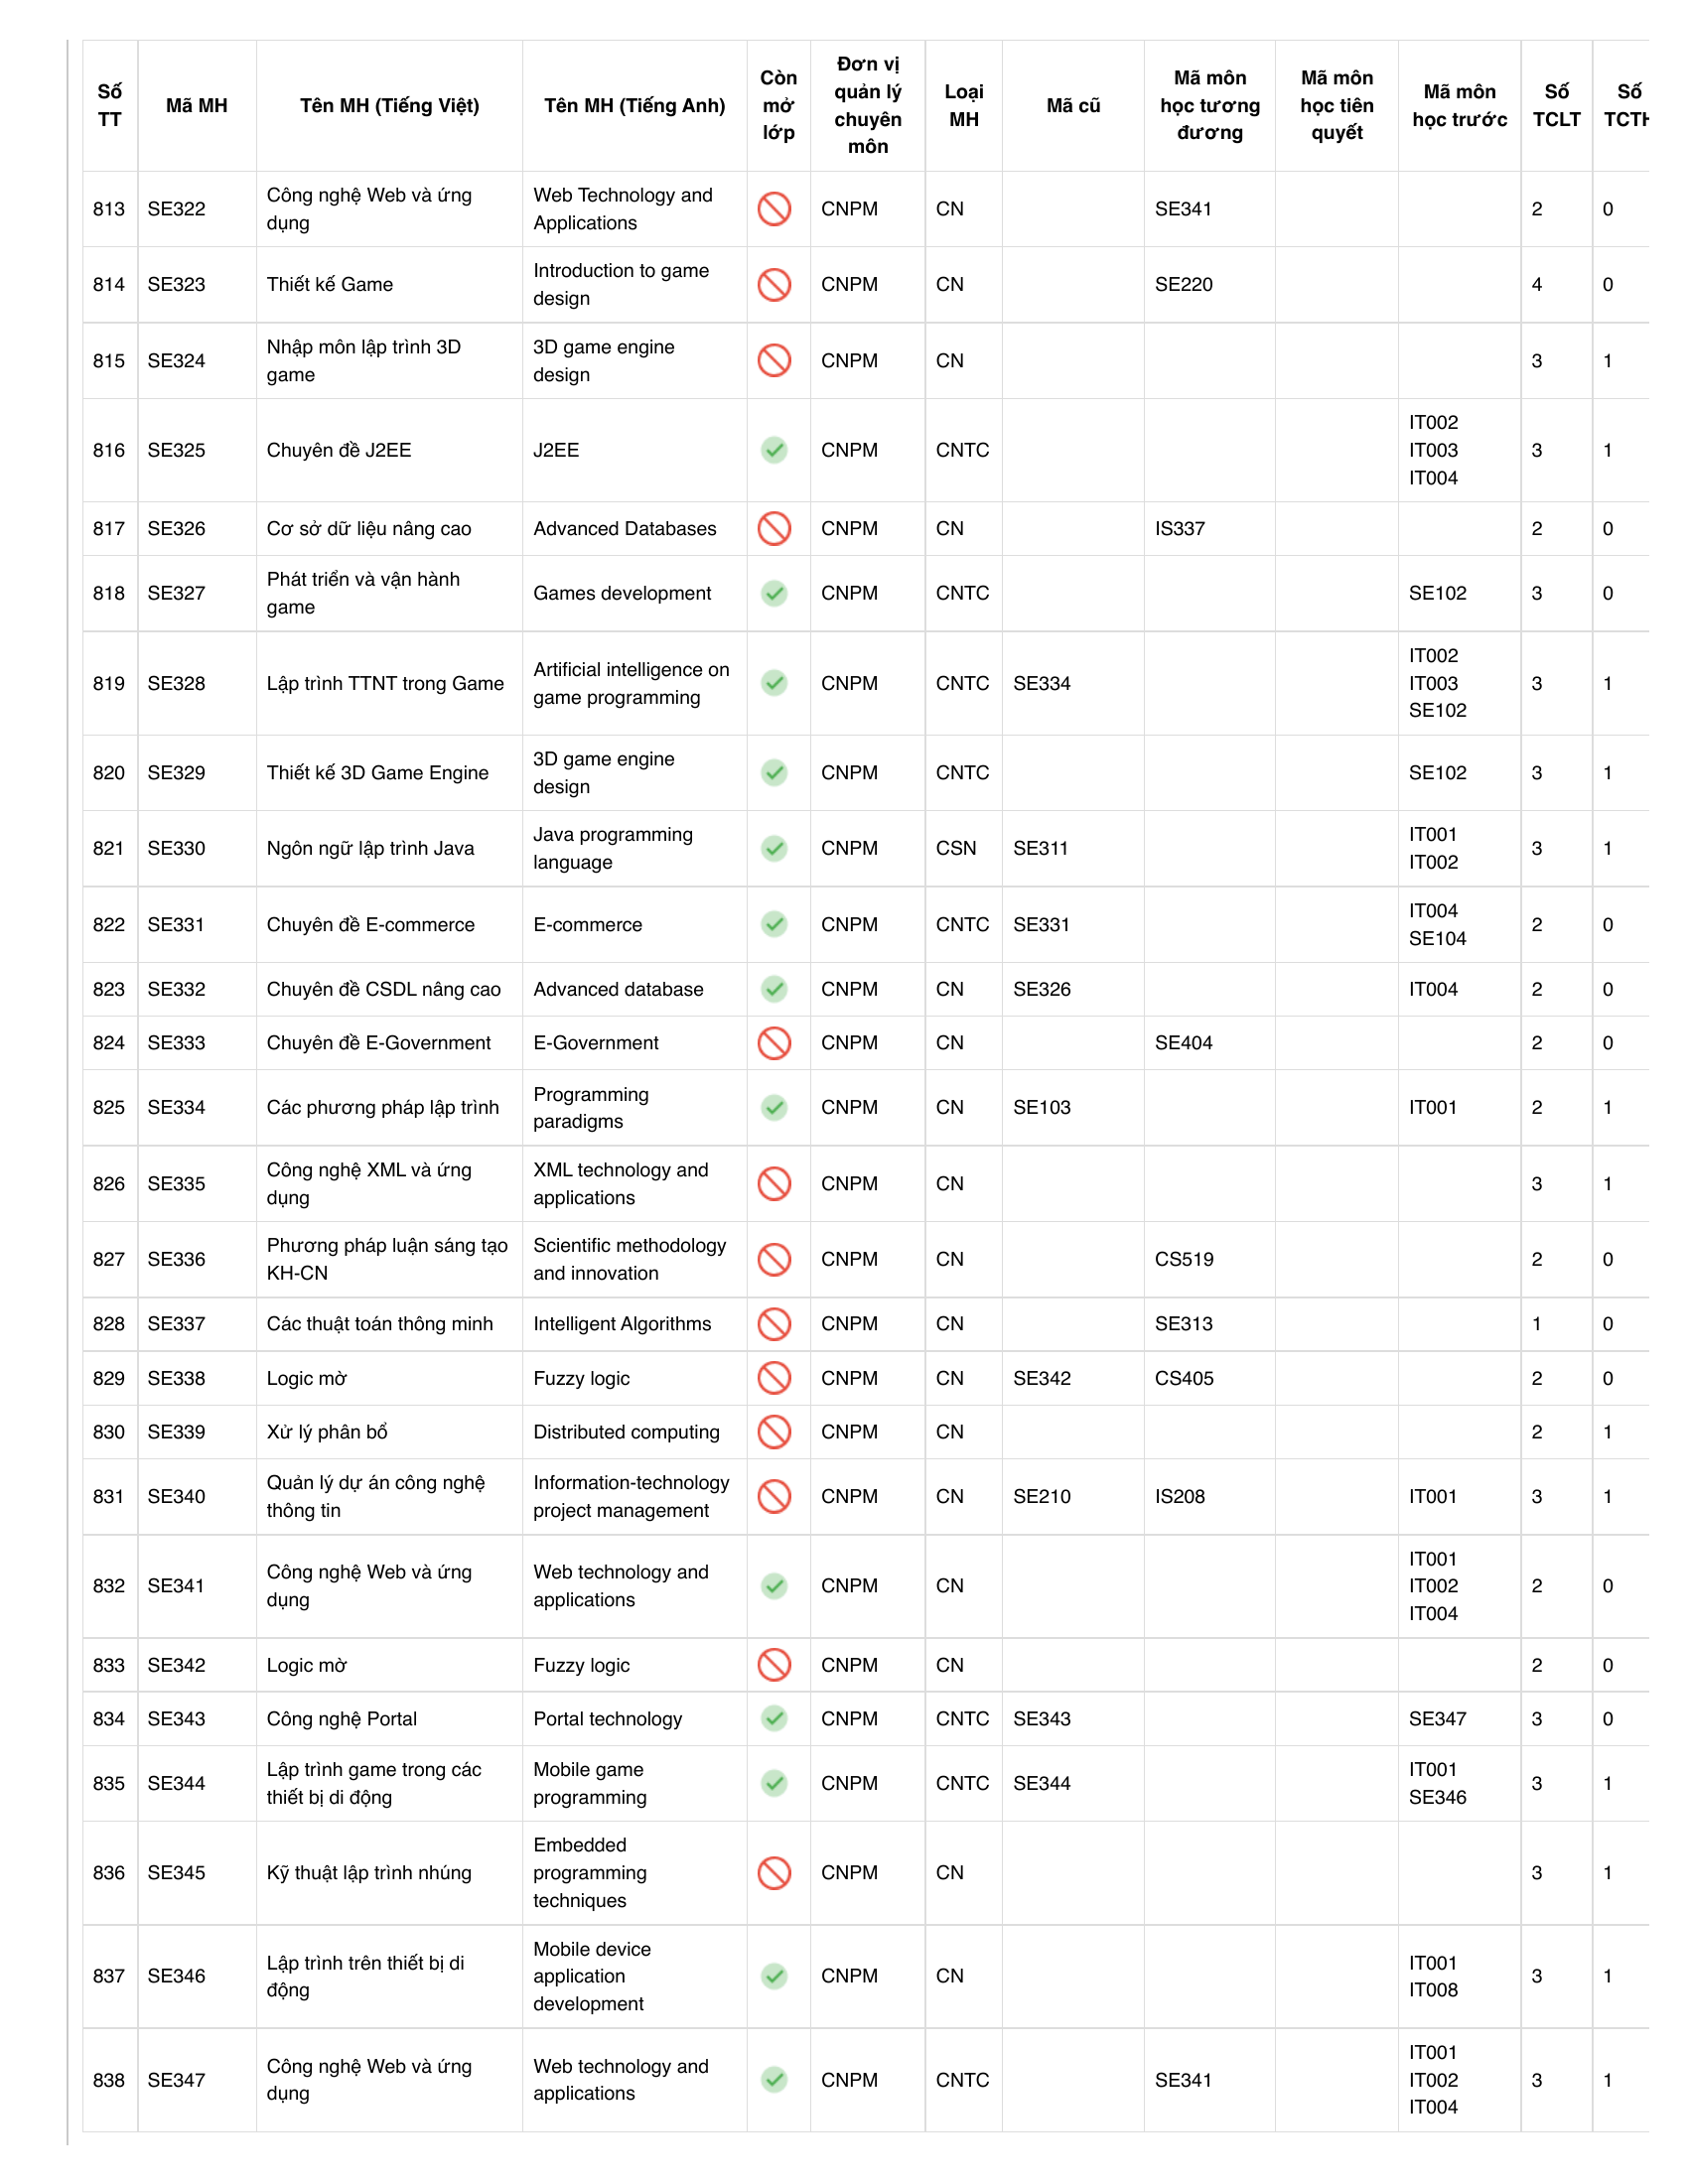 Số TT Mã MH Tên MH (Tiếng Việt) Tên MH (Tiếng Anh) Còn mở lớp Đơn vị quản lý chuyên môn Loại MH Mã cũ Mã môn học tương đương Mã môn học tiên quyết Mã môn học trước Số TCLT Số TCTH
813 SE322 Công nghệ Web và ứng dụng Web Technology and Applications CNPM CN SE341 2 0
814 SE323 Thiết kế Game Introduction to game design CNPM CN SE220 4 0
815 SE324 Nhập môn lập trình 3D game 3D game engine design CNPM CN 3 1
816 SE325 Chuyên đề J2EE J2EE CNPM CNTC IT002 IT003 IT004 3 1
817 SE326 Cơ sở dữ liệu nâng cao Advanced Databases CNPM CN IS337 2 0
818 SE327 Phát triển và vận hành game Games development CNPM CNTC SE102 3 0
819 SE328 Lập trình TTNT trong Game Artificial intelligence on game programming CNPM CNTC SE334 IT002 IT003 SE102 3 1
820 SE329 Thiết kế 3D Game Engine 3D game engine design CNPM CNTC SE102 3 1
821 SE330 Ngôn ngữ lập trình Java Java programming language CNPM CSN SE311 IT001 IT002 3 1
822 SE331 Chuyên đề E-commerce E-commerce CNPM CNTC SE331 IT004 SE104 2 0
823 SE332 Chuyên đề CSDL nâng cao Advanced database CNPM CN SE326 IT004 2 0
824 SE333 Chuyên đề E-Government E-Government CNPM CN SE404 2 0
825 SE334 Các phương pháp lập trình Programming paradigms CNPM CN SE103 IT001 2 1
826 SE335 Công nghệ XML và ứng dụng XML technology and applications CNPM CN 3 1
827 SE336 Phương pháp luận sáng tạo KH-CN Scientific methodology and innovation CNPM CN CS519 2 0
828 SE337 Các thuật toán thông minh Intelligent Algorithms CNPM CN SE313 1 0
829 SE338 Logic mờ Fuzzy logic CNPM CN SE342 CS405 2 0
830 SE339 Xử lý phân bổ Distributed computing CNPM CN 2 1
831 SE340 Quản lý dự án công nghệ thông tin Information-technology project management CNPM CN SE210 IS208 IT001 3 1
832 SE341 Công nghệ Web và ứng dụng Web technology and applications CNPM CN IT001 IT002 IT004 2 0
833 SE342 Logic mờ Fuzzy logic CNPM CN 2 0
834 SE343 Công nghệ Portal Portal technology CNPM CNTC SE343 SE347 3 0
835 SE344 Lập trình game trong các thiết bị di động Mobile game programming CNPM CNTC SE344 IT001 SE346 3 1
836 SE345 Kỹ thuật lập trình nhúng Embedded programming techniques CNPM CN 3 1
837 SE346 Lập trình trên thiết bị di động Mobile device application development CNPM CN IT001 IT008 3 1
838 SE347 Công nghệ Web và ứng dụng Web technology and applications CNPM CNTC SE341 IT001 IT002 IT004 3 1